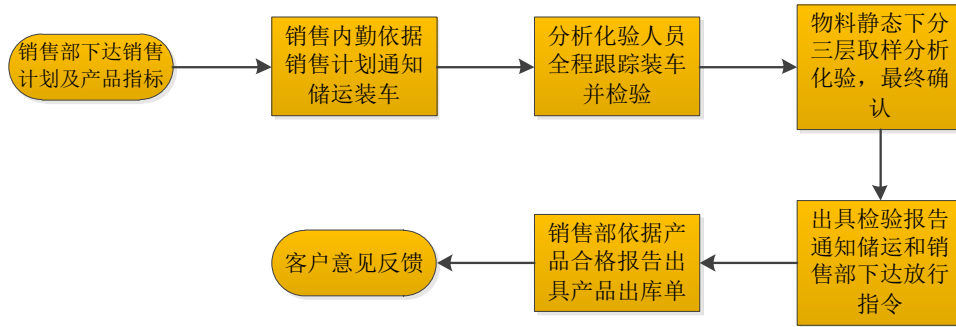 销售部下达销售
计划及产品指标
销售内勤依据
销售计划通知
储运装车
分析化验人员
全程跟踪装车
并检验
物料静态下分
三层取样分析
化验，最终确
认
出具检验报告
通知储运和销
售部下达放行
指令
销售部依据产
品合格报告出
具产品出库单
客户意见反馈